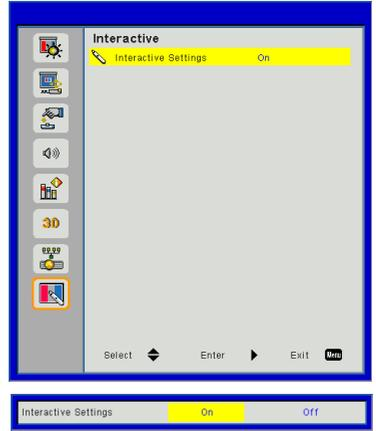 Interactive
Interactive Settings On
3D
Select Enter Exit Menu
Interactive Settings On Off